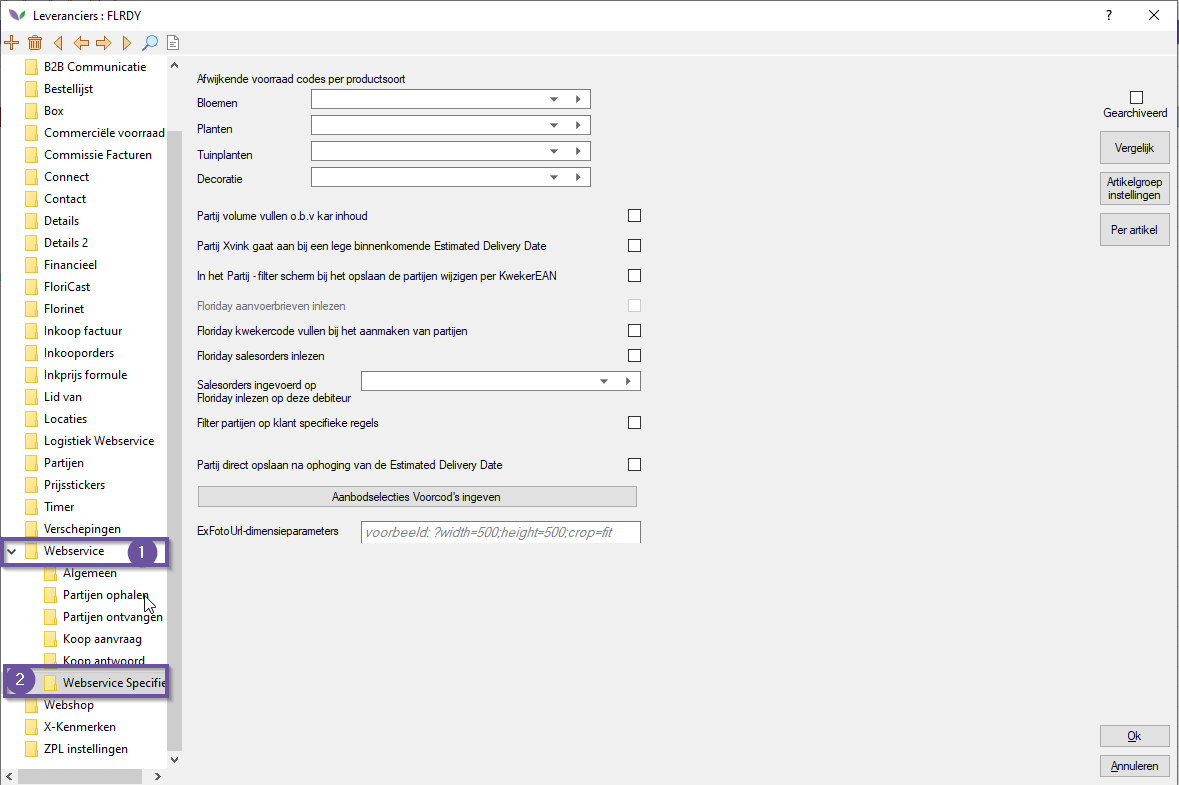 Leveranciers : FLRDY
?
B2B Communicatie
Bestellijst
Box
Commerciële voorraad
Commissie Facturen
Connect
Contact
Details
Details 2
Financieel
FloriCast
Florinet
Inkoop factuur
Inkooporders
Inkprijs formule
Lid van
Locaties
Logistiek Webservice
Partijen
Prijsstickers
Timer
Verschepingen
Webservice
1
Algemeen
Partijen ophalen
Partijen ontvangen
Koop aanvraag
Koop antwoord
2
Webservice Specifie
Webshop
X-Kenmerken
ZPL instellingen
Afwijkende voorraad codes per productsoort
Bloemen
Planten
Tuinplanten
Decoratie
Partij volume vullen o.b.v kar inhoud
Partij Xvink gaat aan bij een lege binnenkomende Estimated Delivery Date
In het Partij - filter scherm bij het opslaan de partijen wijzigen per KwekerEAN
Floriday aanvoerbrieven inlezen
Floriday kwekercode vullen bij het aanmaken van partijen
Floriday salesorders inlezen
Salesorders ingevoerd op
Floriday inlezen op deze debiteur
Filter partijen op klant specifieke regels
Partij direct opslaan na ophoging van de Estimated Delivery Date
Aanbodselecties Voorcod's ingeven
ExFotoUrl-dimensieparameters
voorbeeld: ?width=500;height=500;crop=fit
Gearchiveerd
Vergelijk
Artikelgroep
instellingen
Per artikel
Ok
Annuleren